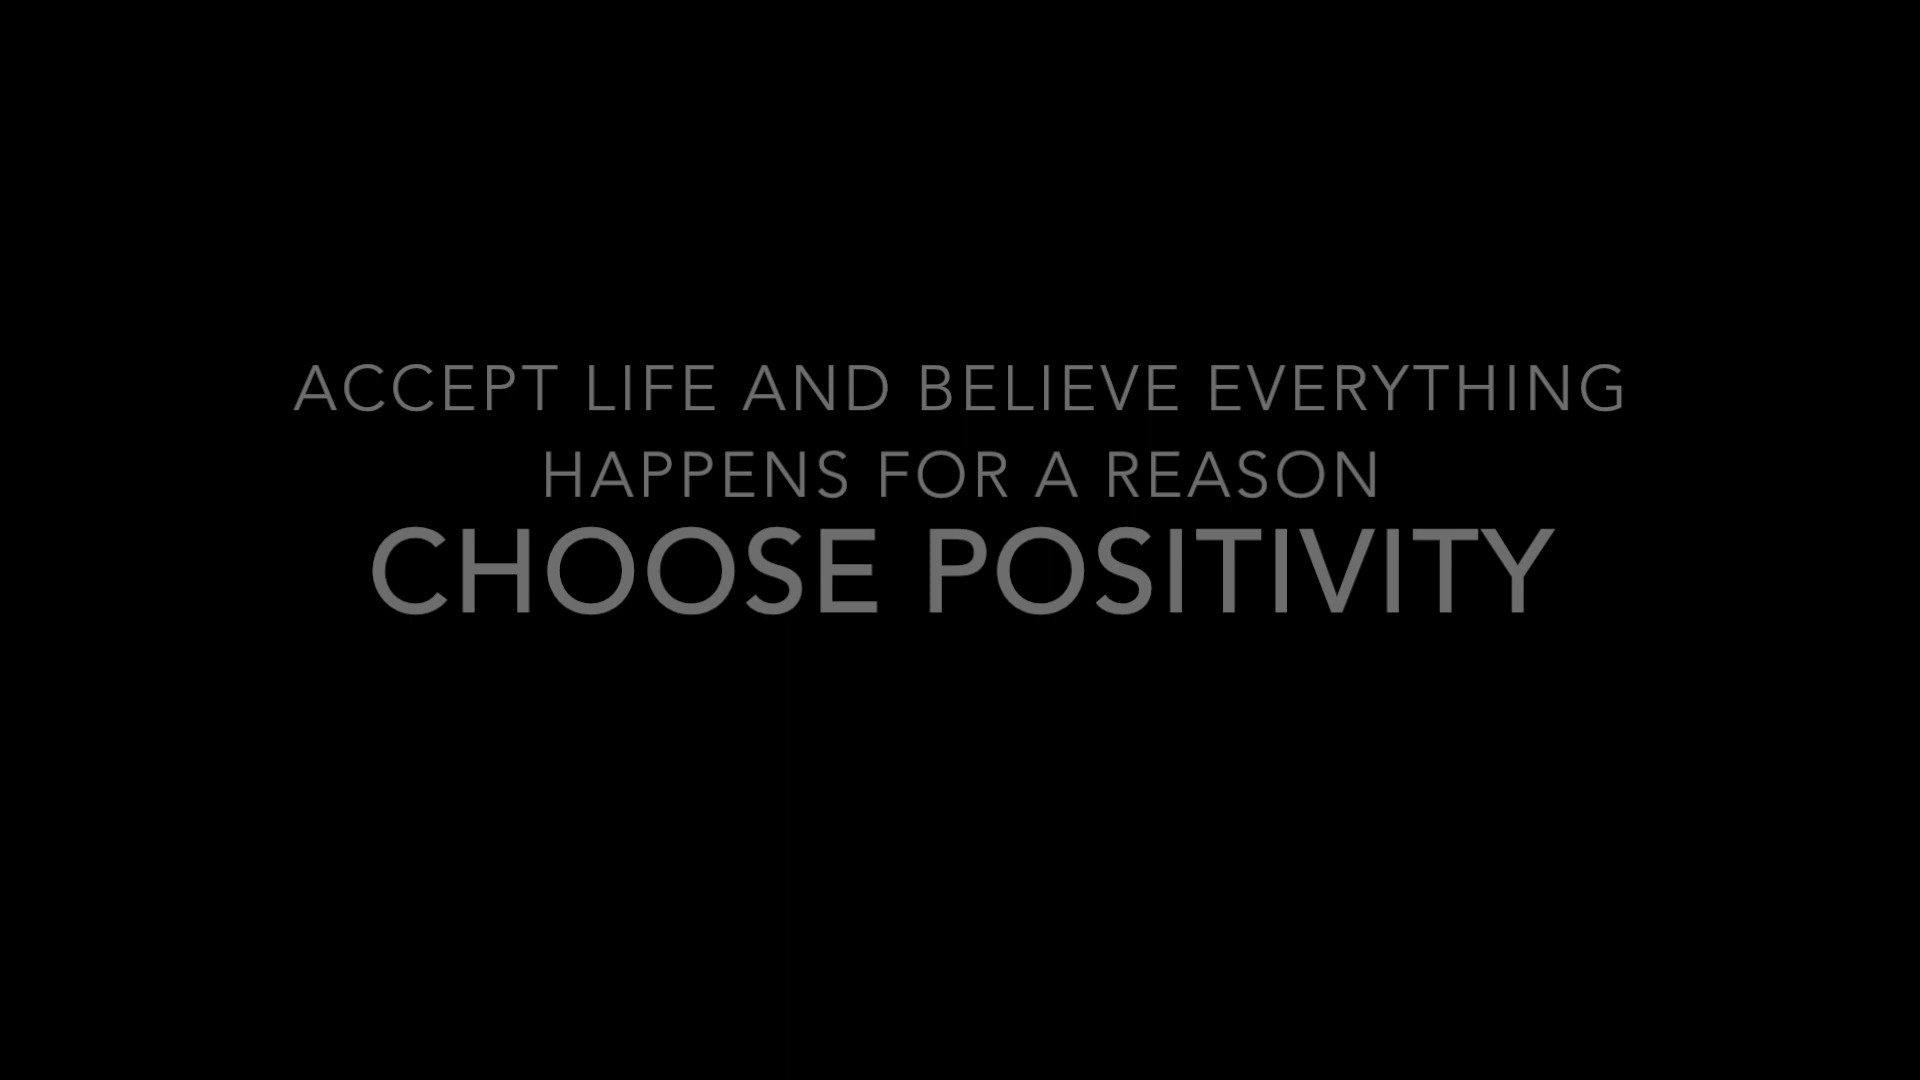 ACCEPT LIFE AND BELIEVE EVERYTHING
HAPPENS FOR A REASON
CHOOSE POSITIVITY